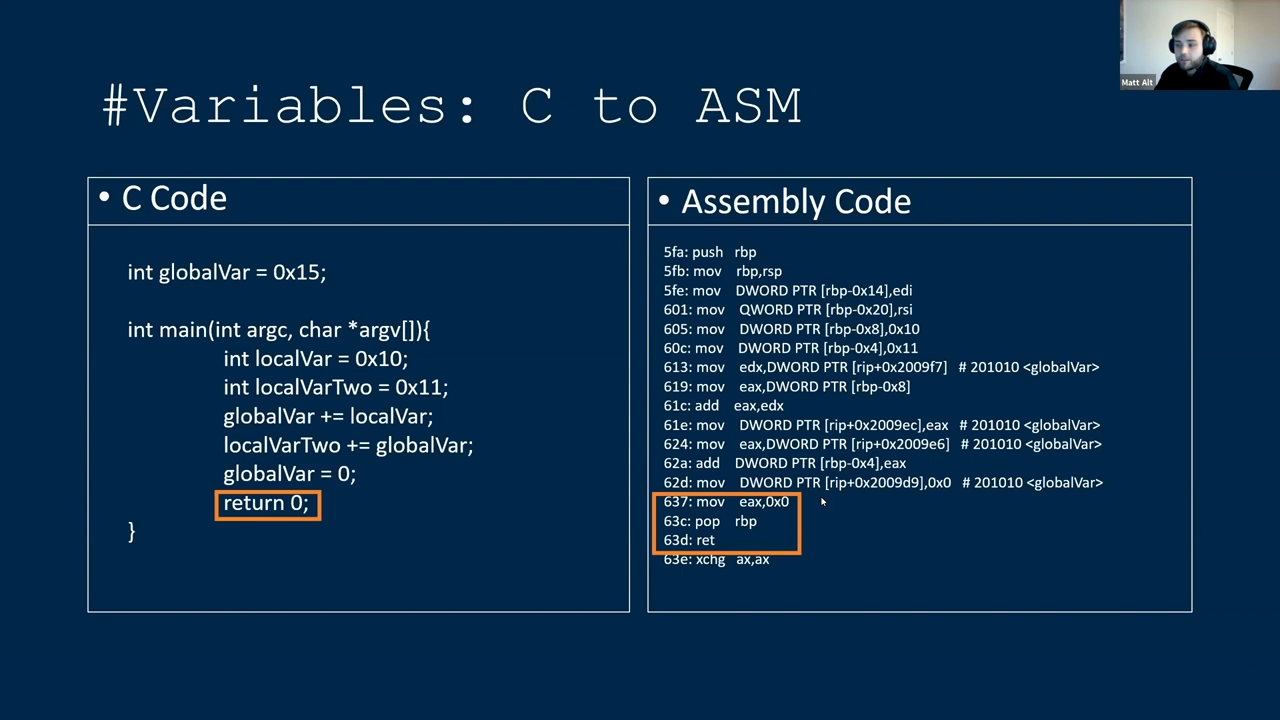 Matt Alt
#Variables: C to ASM
• C Code
int globalVar = 0x15;
int main(int argc, char *argv[]){
int localVar = 0x10;
int localVarTwo = 0x11;
globalVar += localVar;
localVarTwo += globalVar;
globalVar = 0;
return 0;
}
• Assembly Code
5fa: push rbp
5fb: mov rbp,rsp
5fe: mov DWORD PTR [rbp-0x14],edi
601: mov QWORD PTR [rbp-0x20],rsi
605: mov DWORD PTR [rbp-0x8],0x10
60c: mov DWORD PTR [rbp-0x4],0x11
613: mov edx,DWORD PTR [rip+0x2009f7] # 201010 <globalVar>
619: mov eax,DWORD PTR [rbp-0x8]
61c: add eax,edx
61e: mov DWORD PTR [rip+0x2009ec],eax # 201010 <globalVar>
624: mov eax,DWORD PTR [rip+0x2009e6] # 201010 <globalVar>
62a: add DWORD PTR [rbp-0x4],eax
62d: mov DWORD PTR [rip+0x2009d9],0x0 # 201010 <globalVar>
637: mov eax,0x0
63c: pop rbp
63d: ret
63e: xchg ax,ax